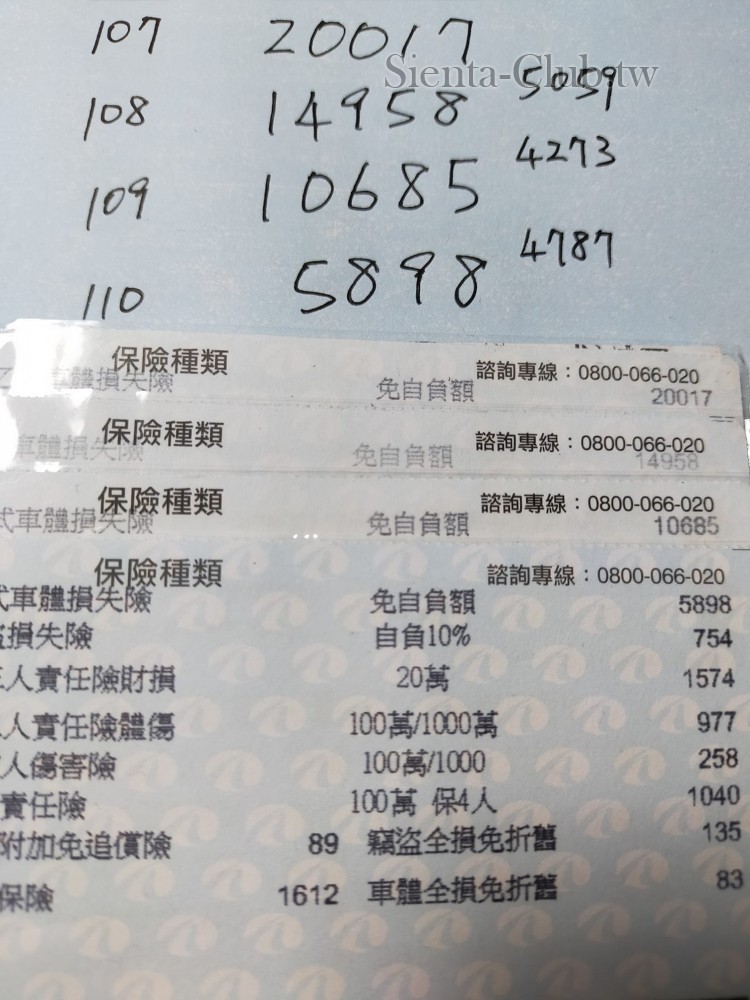 107 20017
Sienta-Club.tw
108 14958 5059
109 10685 4273
110 5898 4787
保險種類 諮詢專線：0800-066-020
車體損失險 免自負額 20017
保險種類 諮詢專線：0800-066-020
車體損失險 免自負額 14958
保險種類 諮詢專線：0800-066-020
式車體損失險 免自負額 10685
保險種類 諮詢專線：0800-066-020
式車體損失險 免自負額 5898
損失險 自負10% 754
人責任險財損 20萬 1574
人責任險體傷 100萬/1000萬 977
人傷害險 100萬/1000 258
責任險 100萬 保4人 1040
附加免追償險 89 竊盜全損免折舊 135
保險 1612 車體全損免折舊 83